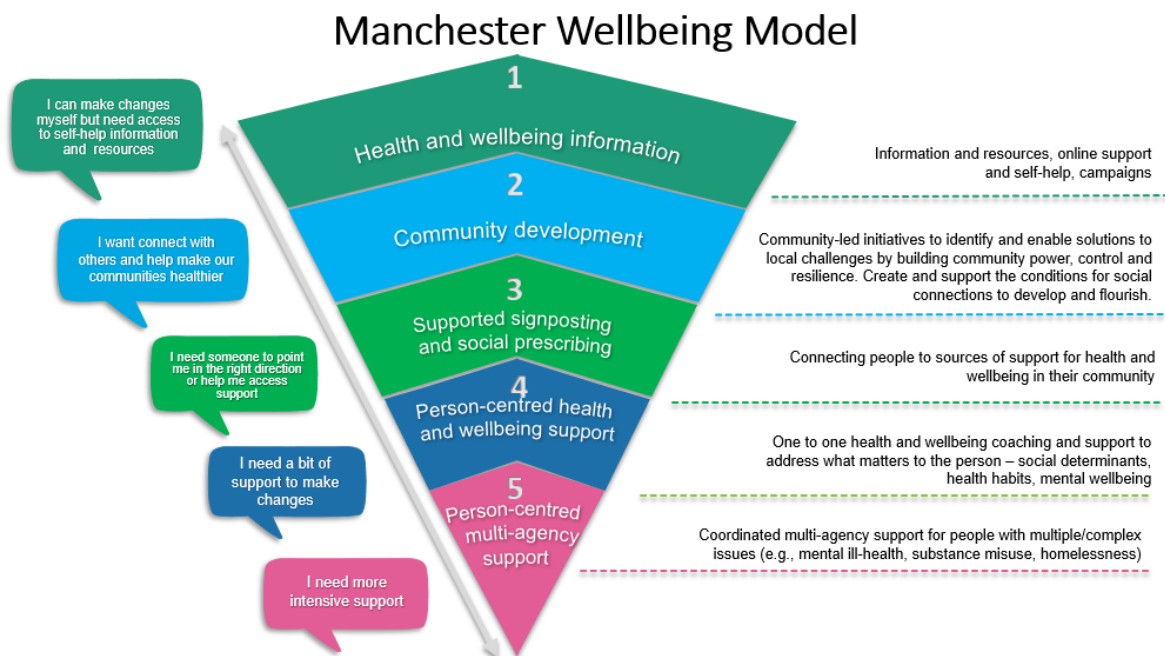 Manchester Wellbeing Model
I can make changes
myself but need access
to self-help information
and resources
1
Health and wellbeing information
Information and resources, online support
and self-help, campaigns
I want connect with
others and help make our
communities healthier
2
Community development
Community-led initiatives to identify and enable solutions to
local challenges by building community power, control and
resilience. Create and support the conditions for social
connections to develop and flourish.
I need someone to point
me in the right direction
or help me access
support
3
Supported signposting
and social prescribing
Connecting people to sources of support for health and
wellbeing in their community
I need a bit of
support to make
changes
4
Person-centred health
and wellbeing support
One to one health and wellbeing coaching and support to
address what matters to the person – social determinants,
health habits, mental wellbeing
I need more
intensive support
5
Person-centred
multi-agency
support
Coordinated multi-agency support for people with multiple/complex
issues (e.g., mental ill-health, substance misuse, homelessness)